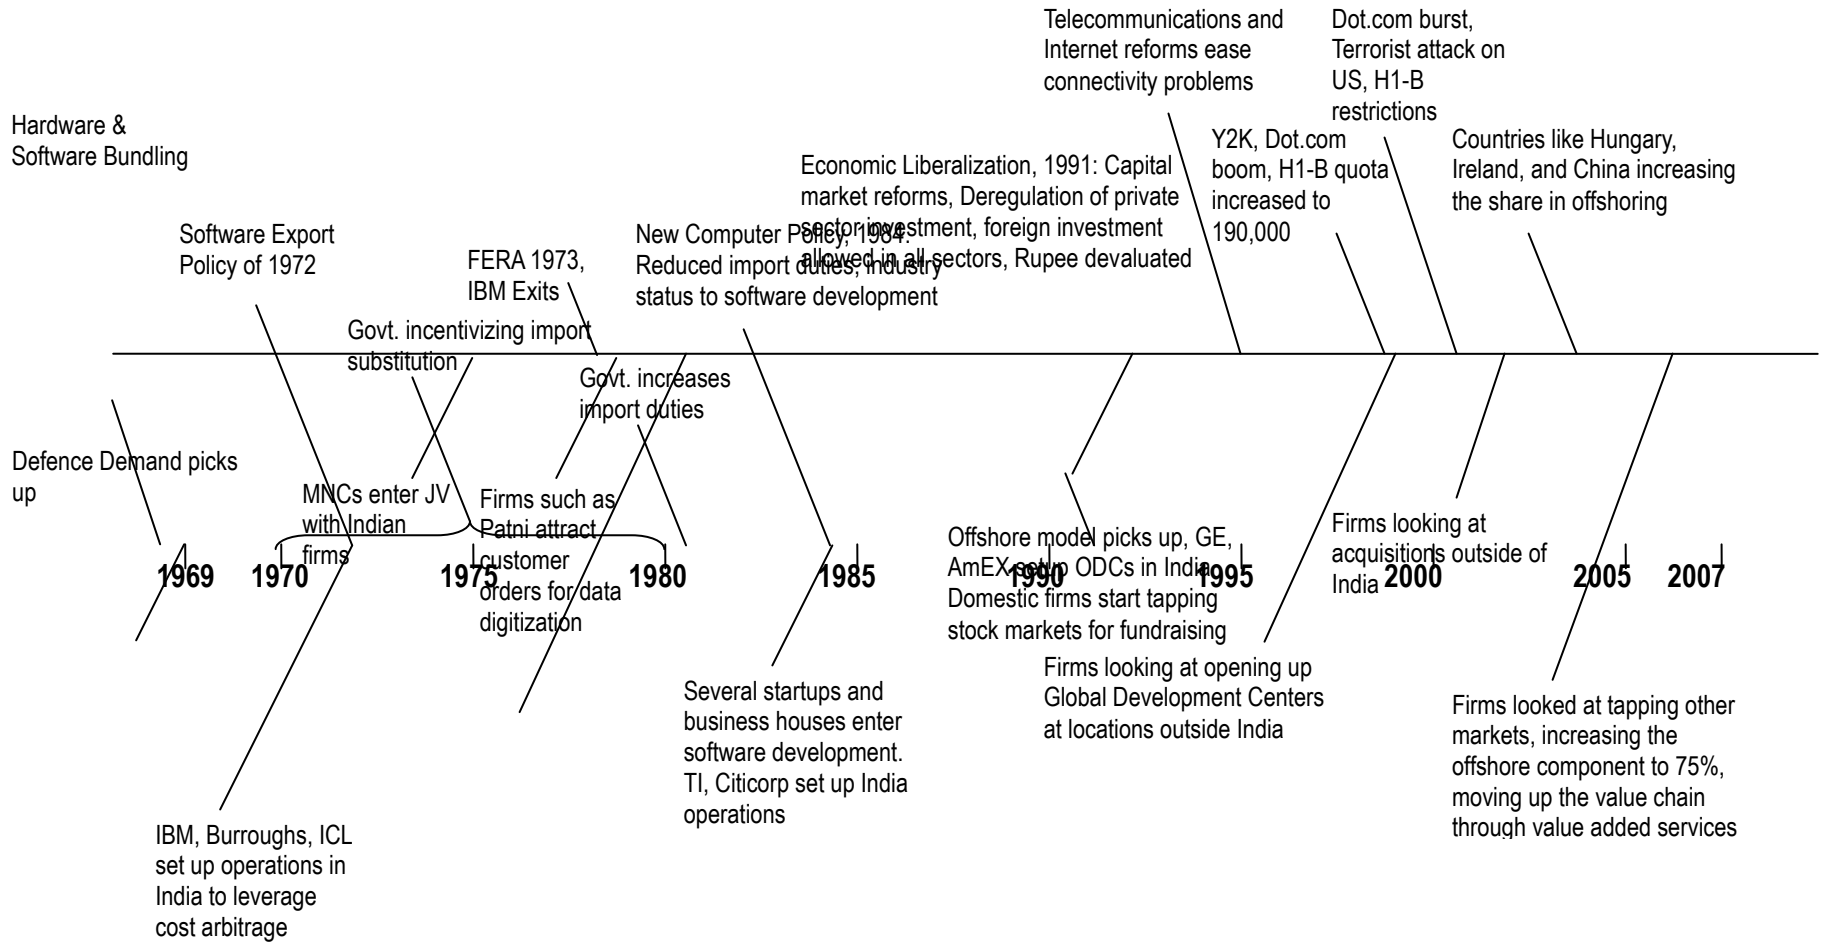 Telecommunications and
Internet reforms ease
connectivity problems
Dot.com burst,
Terrorist attack on
US, H1-B
restrictions
Hardware &
Software Bundling
Y2K, Dot.com
boom, H1-B quota
increased to
190,000
Countries like Hungary,
Ireland, and China increasing
the share in offshoring
Economic Liberalization, 1991: Capital
market reforms, Deregulation of private
sector investment, foreign investment
allowed in all sectors, Rupee devaluated
Software Export
Policy of 1972
FERA 1973,
IBM Exits
New Computer Policy, 1984:
Reduced import duties, industry
status to software development
Govt. incentivizing import
substitution
Govt. increases
import duties
Defence Demand picks
up
MNCs enter JV
with Indian
firms
Firms such as
Patni attract
customer
orders for data
digitization
Offshore model picks up, GE,
AmEX setup ODCs in India
Domestic firms start tapping
stock markets for fundraising
Firms looking at
acquisitions outside of
India
1969 1970 1975 1980 1985 1990 1995 2000 2005 2007
Several startups and
business houses enter
software development.
TI, Citicorp set up India
operations
Firms looking at opening up
Global Development Centers
at locations outside India
Firms looked at tapping other
markets, increasing the
offshore component to 75%,
moving up the value chain
through value added services
IBM, Burroughs, ICL
set up operations in
India to leverage
cost arbitrage